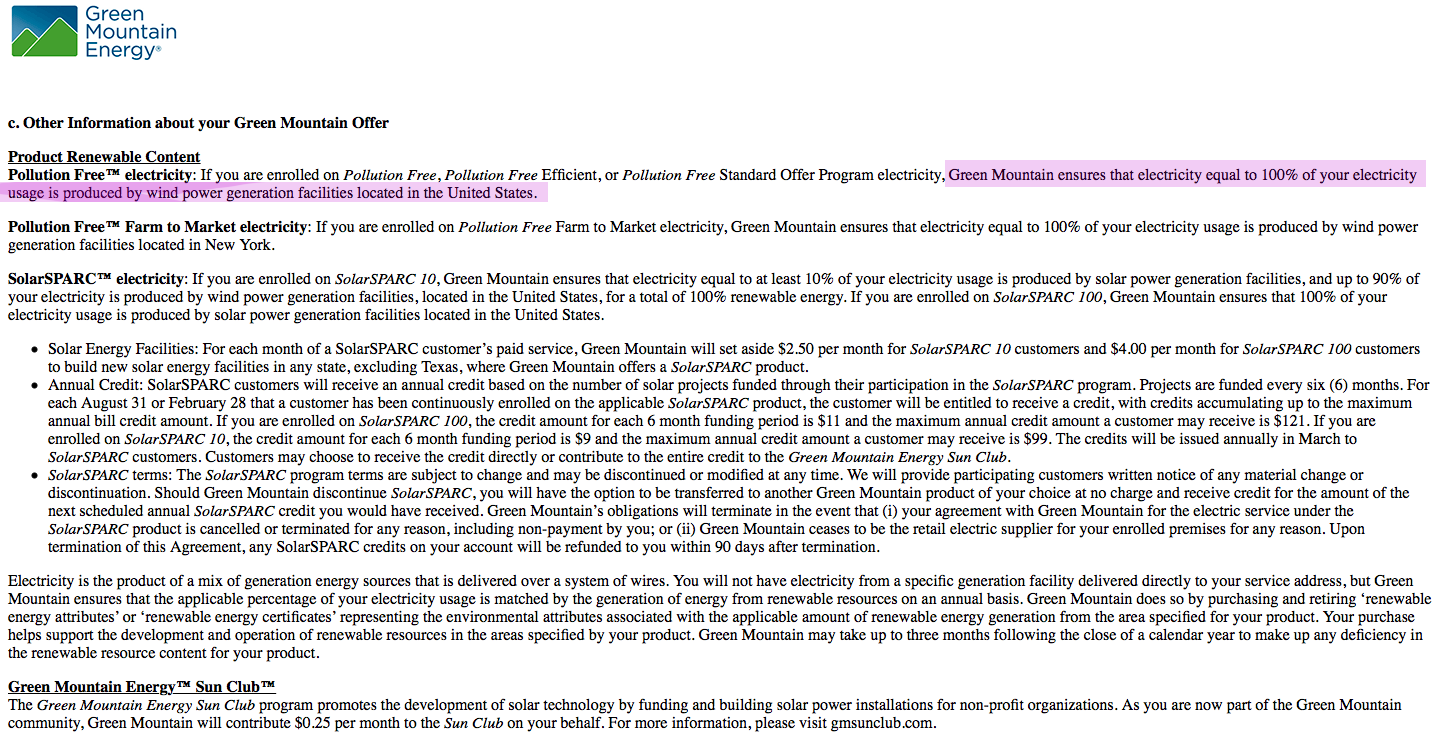 Green
Mountain
Energy®
c. Other Information about your Green Mountain Offer
Product Renewable Content
Pollution Free™ electricity: If you are enrolled on Pollution Free, Pollution Free Efficient, or Pollution Free Standard Offer Program electricity, Green Mountain ensures that electricity equal to 100% of your electricity
usage is produced by wind power generation facilities located in the United States.
Pollution Free™ Farm to Market electricity: If you are enrolled on Pollution Free Farm to Market electricity, Green Mountain ensures that electricity equal to 100% of your electricity usage is produced by wind power
generation facilities located in New York.
SolarSPARC™ electricity: If you are enrolled on SolarSPARC 10, Green Mountain ensures that electricity equal to at least 10% of your electricity usage is produced by solar power generation facilities, and up to 90% of
your electricity is produced by wind power generation facilities, located in the United States, for a total of 100% renewable energy. If you are enrolled on SolarSPARC 100, Green Mountain ensures that 100% of your
electricity usage is produced by solar power generation facilities located in the United States.
• Solar Energy Facilities: For each month of a SolarSPARC customer's paid service, Green Mountain will set aside $2.50 per month for SolarSPARC 10 customers and $4.00 per month for SolarSPARC 100 customers
to build new solar energy facilities in any state, excluding Texas, where Green Mountain offers a SolarSPARC product.
• Annual Credit: SolarSPARC customers will receive an annual credit based on the number of solar projects funded through their participation in the SolarSPARC program. Projects are funded every six (6) months. For
each August 31 or February 28 that a customer has been continuously enrolled on the applicable SolarSPARC product, the customer will be entitled to receive a credit, with credits accumulating up to the maximum
annual bill credit amount. If you are enrolled on SolarSPARC 100, the credit amount for each 6 month funding period is $11 and the maximum annual credit amount a customer may receive is $121. If you are
enrolled on SolarSPARC 10, the credit amount for each 6 month funding period is $9 and the maximum annual credit amount a customer may receive is $99. The credits will be issued annually in March to
SolarSPARC customers. Customers may choose to receive the credit directly or contribute to the entire credit to the Green Mountain Energy Sun Club.
• SolarSPARC terms: The SolarSPARC program terms are subject to change and may be discontinued or modified at any time. We will provide participating customers written notice of any material change or
discontinuation. Should Green Mountain discontinue SolarSPARC, you will have the option to be transferred to another Green Mountain product of your choice at no charge and receive credit for the amount of the
next scheduled annual SolarSPARC credit you would have received. Green Mountain's obligations will terminate in the event that (i) your agreement with Green Mountain for the electric service under the
SolarSPARC product is cancelled or terminated for any reason, including non-payment by you; or (ii) Green Mountain ceases to be the retail electric supplier for your enrolled premises for any reason. Upon
termination of this Agreement, any SolarSPARC credits on your account will be refunded to you within 90 days after termination.
Electricity is the product of a mix of generation energy sources that is delivered over a system of wires. You will not have electricity from a specific generation facility delivered directly to your service address, but Green
Mountain ensures that the applicable percentage of your electricity usage is matched by the generation of energy from renewable resources on an annual basis. Green Mountain does so by purchasing and retiring 'renewable
energy attributes' or 'renewable energy certificates' representing the environmental attributes associated with the applicable amount of renewable energy generation from the area specified for your product. Your purchase
helps support the development and operation of renewable resources in the areas specified by your product. Green Mountain may take up to three months following the close of a calendar year to make up any deficiency in
the renewable resource content for your product.
Green Mountain Energy™ Sun Club™
The Green Mountain Energy Sun Club program promotes the development of solar technology by funding and building solar power installations for non-profit organizations. As you are now part of the Green Mountain
community, Green Mountain will contribute $0.25 per month to the Sun Club on your behalf. For more information, please visit gmsunclub.com.